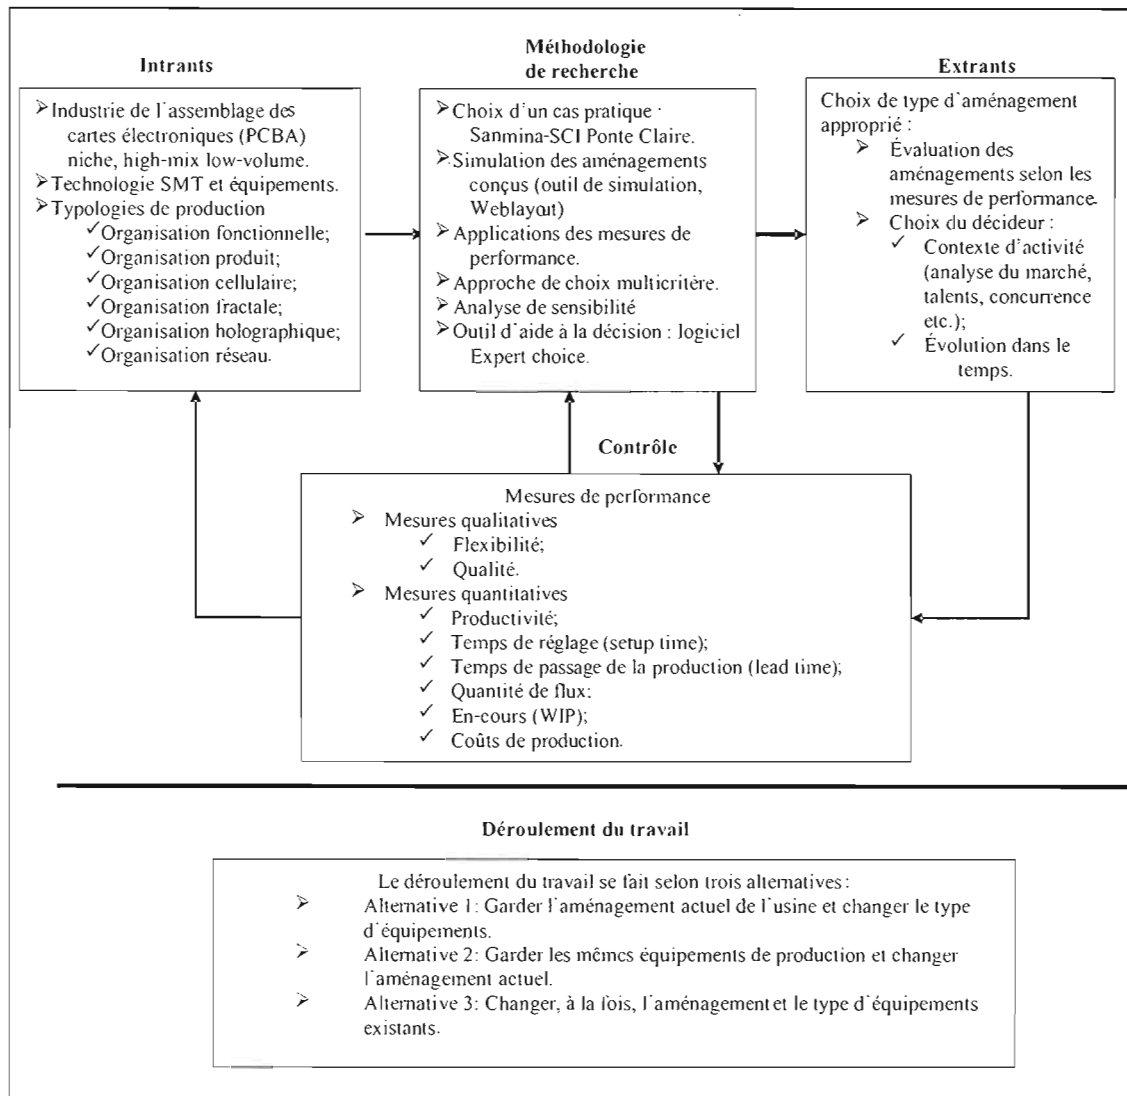 Intrants
➢Industrie de l'assemblage des
cartes électroniques (PCBA)
niche, high-mix low-volume.
➢Technologie SMT et équipements.
➢Typologies de production
✓Organisation fonctionnelle;
✓Organisation produit;
✓Organisation cellulaire;
✓Organisation fractale;
✓Organisation holographique;
✓Organisation réseau.
Méthodologie
de recherche
➢Choix d'un cas pratique :
Sanmina-SCI Ponte Claire.
➢Simulation des aménagements
conçus (outil de simulation,
Weblayout)
➢Applications des mesures de
performance.
➢Approche de choix multicritère.
➢Analyse de sensibilité
➢Outil d'aide à la décision : logiciel
Expert choice.
Extrants
Choix de type d'aménagement
approprié :
➢ Évaluation des
aménagements selon les
mesures de performance.
➢ Choix du décideur :
✓ Contexte d'activité
(analyse du marché,
talents, concurrence
etc.);
✓ Évolution dans le
temps.
Contrôle
Mesures de performance
➢ Mesures qualitatives
✓ Flexibilité;
✓ Qualité.
➢ Mesures quantitatives
✓ Productivité;
✓ Temps de réglage (setup time);
✓ Temps de passage de la production (lead time);
✓ Quantité de flux;
✓ En-cours (WIP);
✓ Coûts de production.
Déroulement du travail
Le déroulement du travail se fait selon trois alternatives :
➢ Alternative 1: Garder l'aménagement actuel de l'usine et changer le type
d'équipements.
➢ Alternative 2: Garder les mêmes équipements de production et changer
l'aménagement actuel.
➢ Alternative 3: Changer, à la fois, l'aménagement et le type d'équipements
existants.